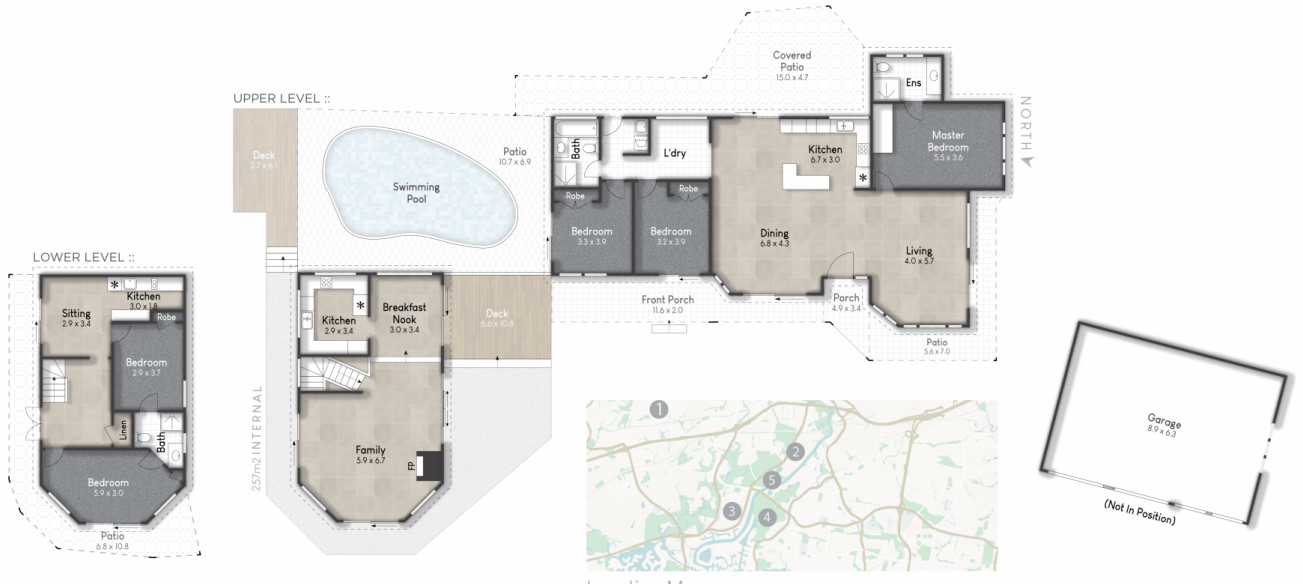 UPPER LEVEL ::
Deck
2.7 x 6.1
Swimming
Pool
Patio
10.7 x 6.9
Covered
Patio
15.0 x 4.7
Ens
Master
Bedroom
5.5 x 3.6
NORTH
Bath
L'dry
Kitchen
6.7 x 3.0
*
Robe
Robe
Bedroom
3.3 x 3.9
Bedroom
3.2 x 3.9
Dining
6.8 x 4.3
Living
4.0 x 5.7
Front Porch
11.6 x 2.0
Porch
4.9 x 3.4
Patio
5.6 x 7.0
Kitchen
2.9 x 3.4
*
Breakfast
Nook
3.0 x 3.4
Deck
6.6 x 10.8
Family
5.9 x 6.7
FP
257m2 INTERNAL
LOWER LEVEL ::
Kitchen
3.0 x 1.8
*
Sitting
2.9 x 3.4
Robe
Bedroom
2.9 x 3.7
Linen
Bath
Bedroom
5.9 x 3.0
Patio
6.8 x 10.8
1
2
5
3
4
Garage
8.9 x 6.3
(Not In Position)